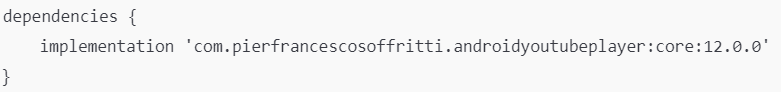 dependencies {
    implementation 'com.pierfrancescosoffritti.androidyoutubeplayer:core:12.0.0'
}